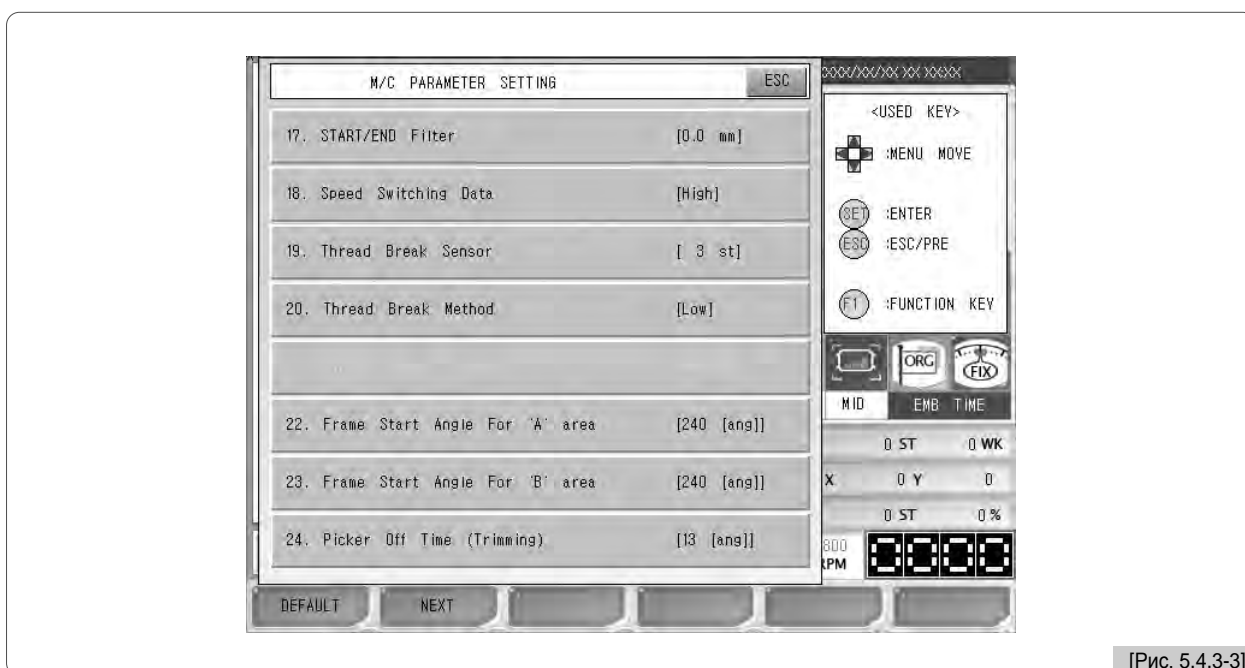 M/C PARAMETER SETTING
ESC
17. START/END Filter [0.0 mm]
18. Speed Switching Data [High]
19. Thread Break Sensor [ 3 st]
20. Thread Break Method [Low]
22. Frame Start Angle For 'A' area [240 [ang]]
23. Frame Start Angle For 'B' area [240 [ang]]
24. Picker Off Time (Trimming) [13 [ang]]
DEFAULT
NEXT
<USED KEY>
:MENU MOVE
SET :ENTER
ESC :ESC/PRE
F1 :FUNCTION KEY
ORG
FIX
MID
EMB TIME
0 ST 0 WK
X 0 Y 0
0 ST 0 %
800
RPM
[Рис. 5.4.3-3]